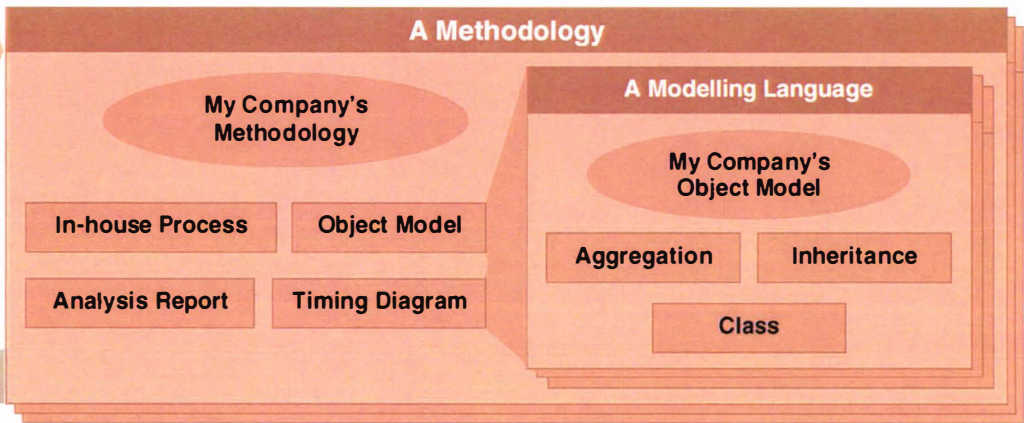 A Methodology
My Company's
Methodology
In-house Process
Object Model
Analysis Report
Timing Diagram
A Modelling Language
My Company's
Object Model
Aggregation
Inheritance
Class